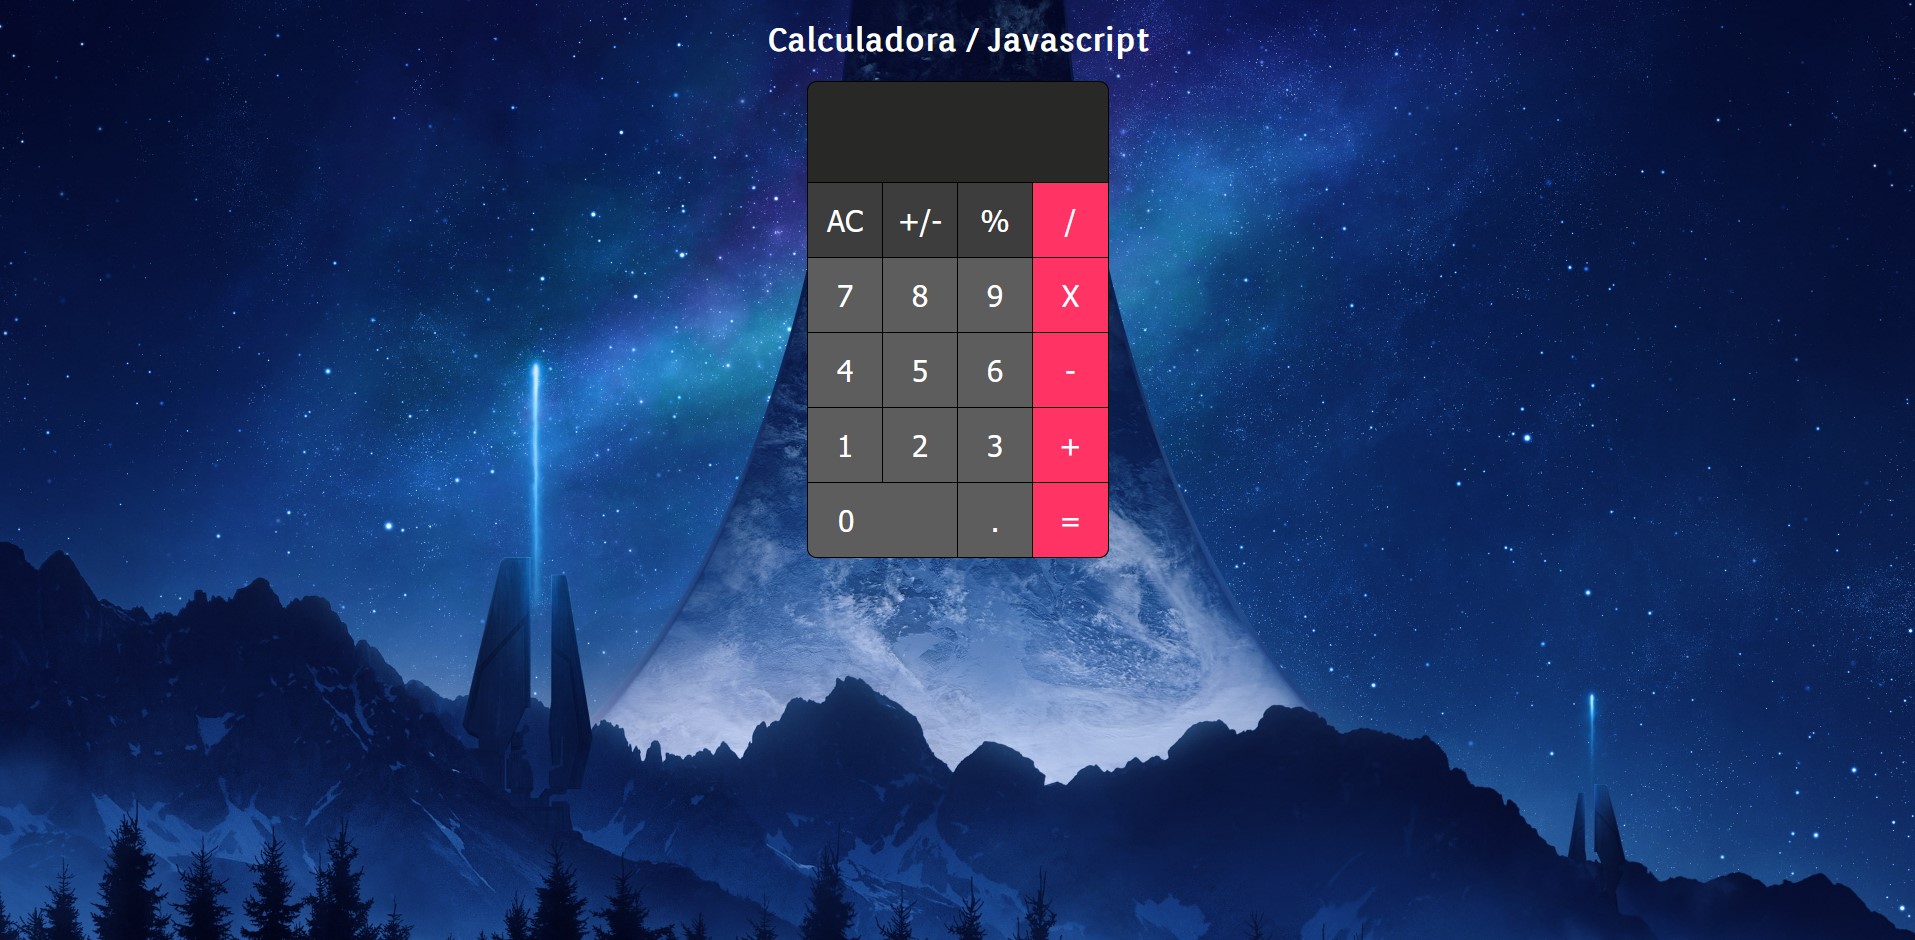 Calculadora / Javascript
AC +/- % /
7 8 9 X
4 5 6 -
1 2 3 +
0 . =